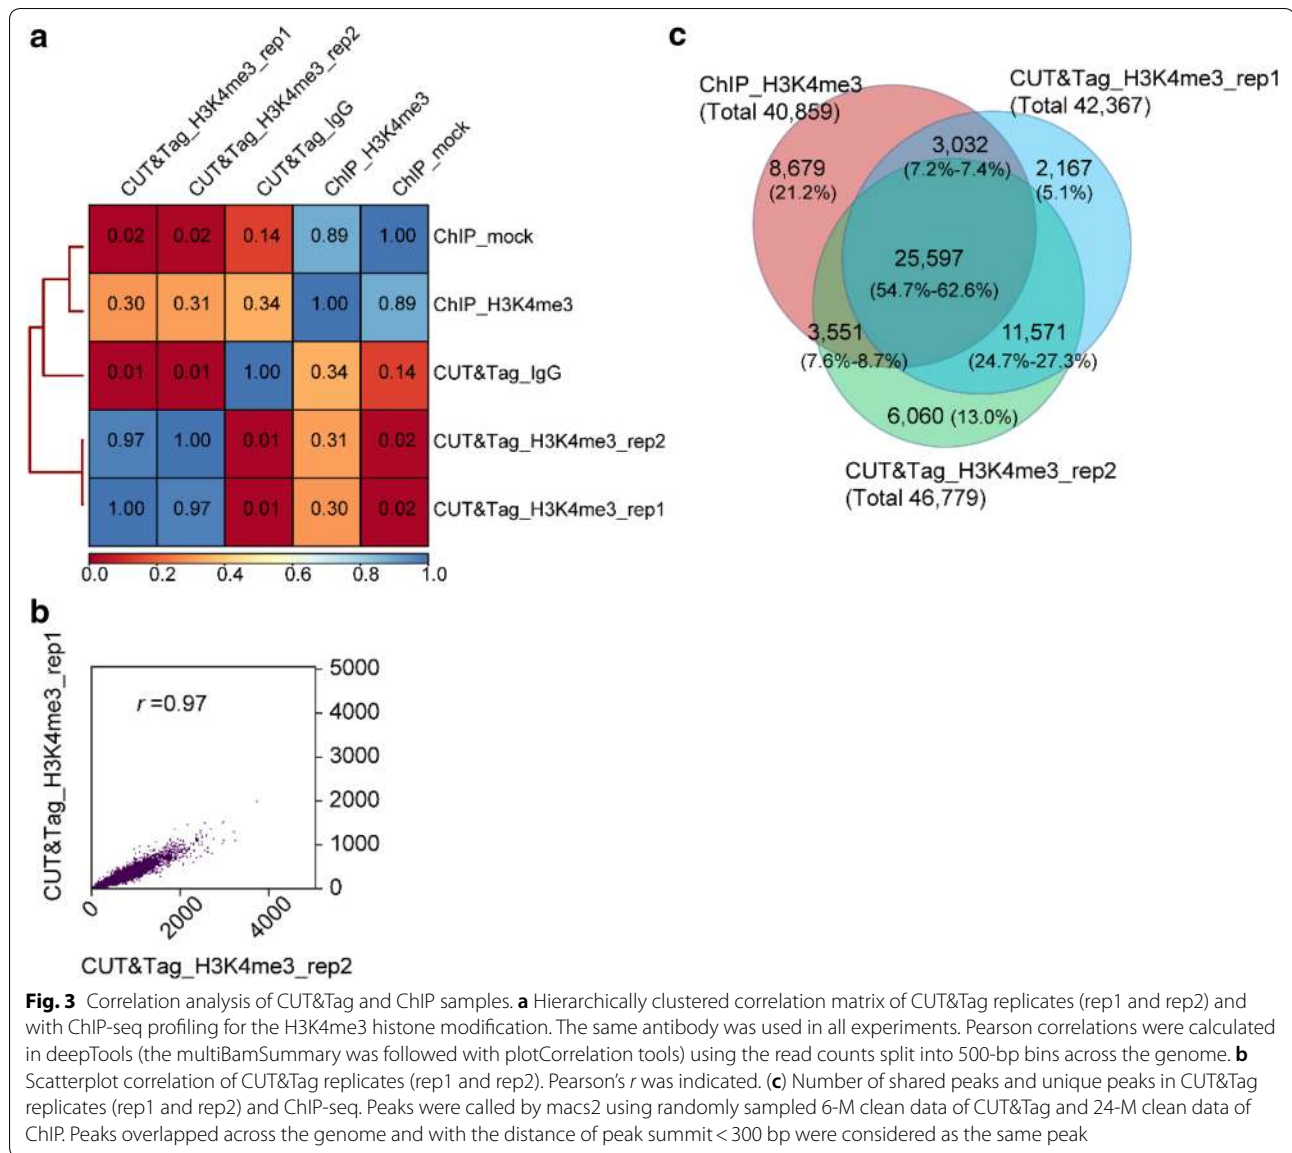 a
CUT&Tag_H3K4me3_rep1
CUT&Tag_H3K4me3_rep2
CUT&Tag_IgG
ChIP_H3K4me3
ChIP_mock
0.02 0.02 0.14 0.89 1.00 ChIP_mock
0.30 0.31 0.34 1.00 0.89 ChIP_H3K4me3
0.01 0.01 1.00 0.34 0.14 CUT&Tag_IgG
0.97 1.00 0.01 0.31 0.02 CUT&Tag_H3K4me3_rep2
1.00 0.97 0.01 0.30 0.02 CUT&Tag_H3K4me3_rep1
0.0 0.2 0.4 0.6 0.8 1.0
b
CUT&Tag_H3K4me3_rep1
r=0.97
5000
4000
3000
2000
1000
0
0 2000 4000
CUT&Tag_H3K4me3_rep2
c
ChIP_H3K4me3
(Total 40,859)
CUT&Tag_H3K4me3_rep1
(Total 42,367)
3,032
(7.2%-7.4%)
8,679
(21.2%)
2,167
(5.1%)
25,597
(54.7%-62.6%)
3,551
(7.6%-8.7%)
11,571
(24.7%-27.3%)
6,060 (13.0%)
CUT&Tag_H3K4me3_rep2
(Total 46,779)
Fig. 3 Correlation analysis of CUT&Tag and ChIP samples. a Hierarchically clustered correlation matrix of CUT&Tag replicates (rep1 and rep2) and
with ChIP-seq profiling for the H3K4me3 histone modification. The same antibody was used in all experiments. Pearson correlations were calculated
in deepTools (the multiBamSummary was followed with plotCorrelation tools) using the read counts split into 500-bp bins across the genome. b
Scatterplot correlation of CUT&Tag replicates (rep1 and rep2). Pearson's r was indicated. (c) Number of shared peaks and unique peaks in CUT&Tag
replicates (rep1 and rep2) and ChIP-seq. Peaks were called by macs2 using randomly sampled 6-M clean data of CUT&Tag and 24-M clean data of
ChIP. Peaks overlapped across the genome and with the distance of peak summit < 300 bp were considered as the same peak